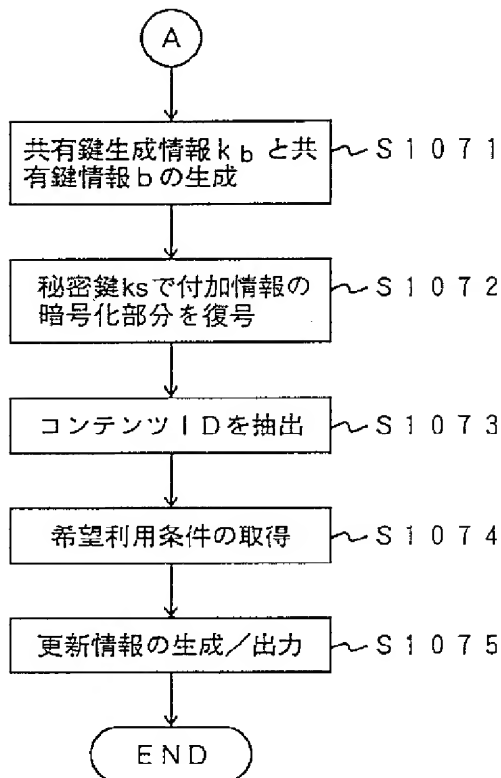 A
共有鍵生成情報kbと共
有鍵情報bの生成
S1071
秘密鍵ksで付加情報の
暗号化部分を復号
S1072
コンテンツIDを抽出
S1073
希望利用条件の取得
S1074
更新情報の生成/出力
S1075
END